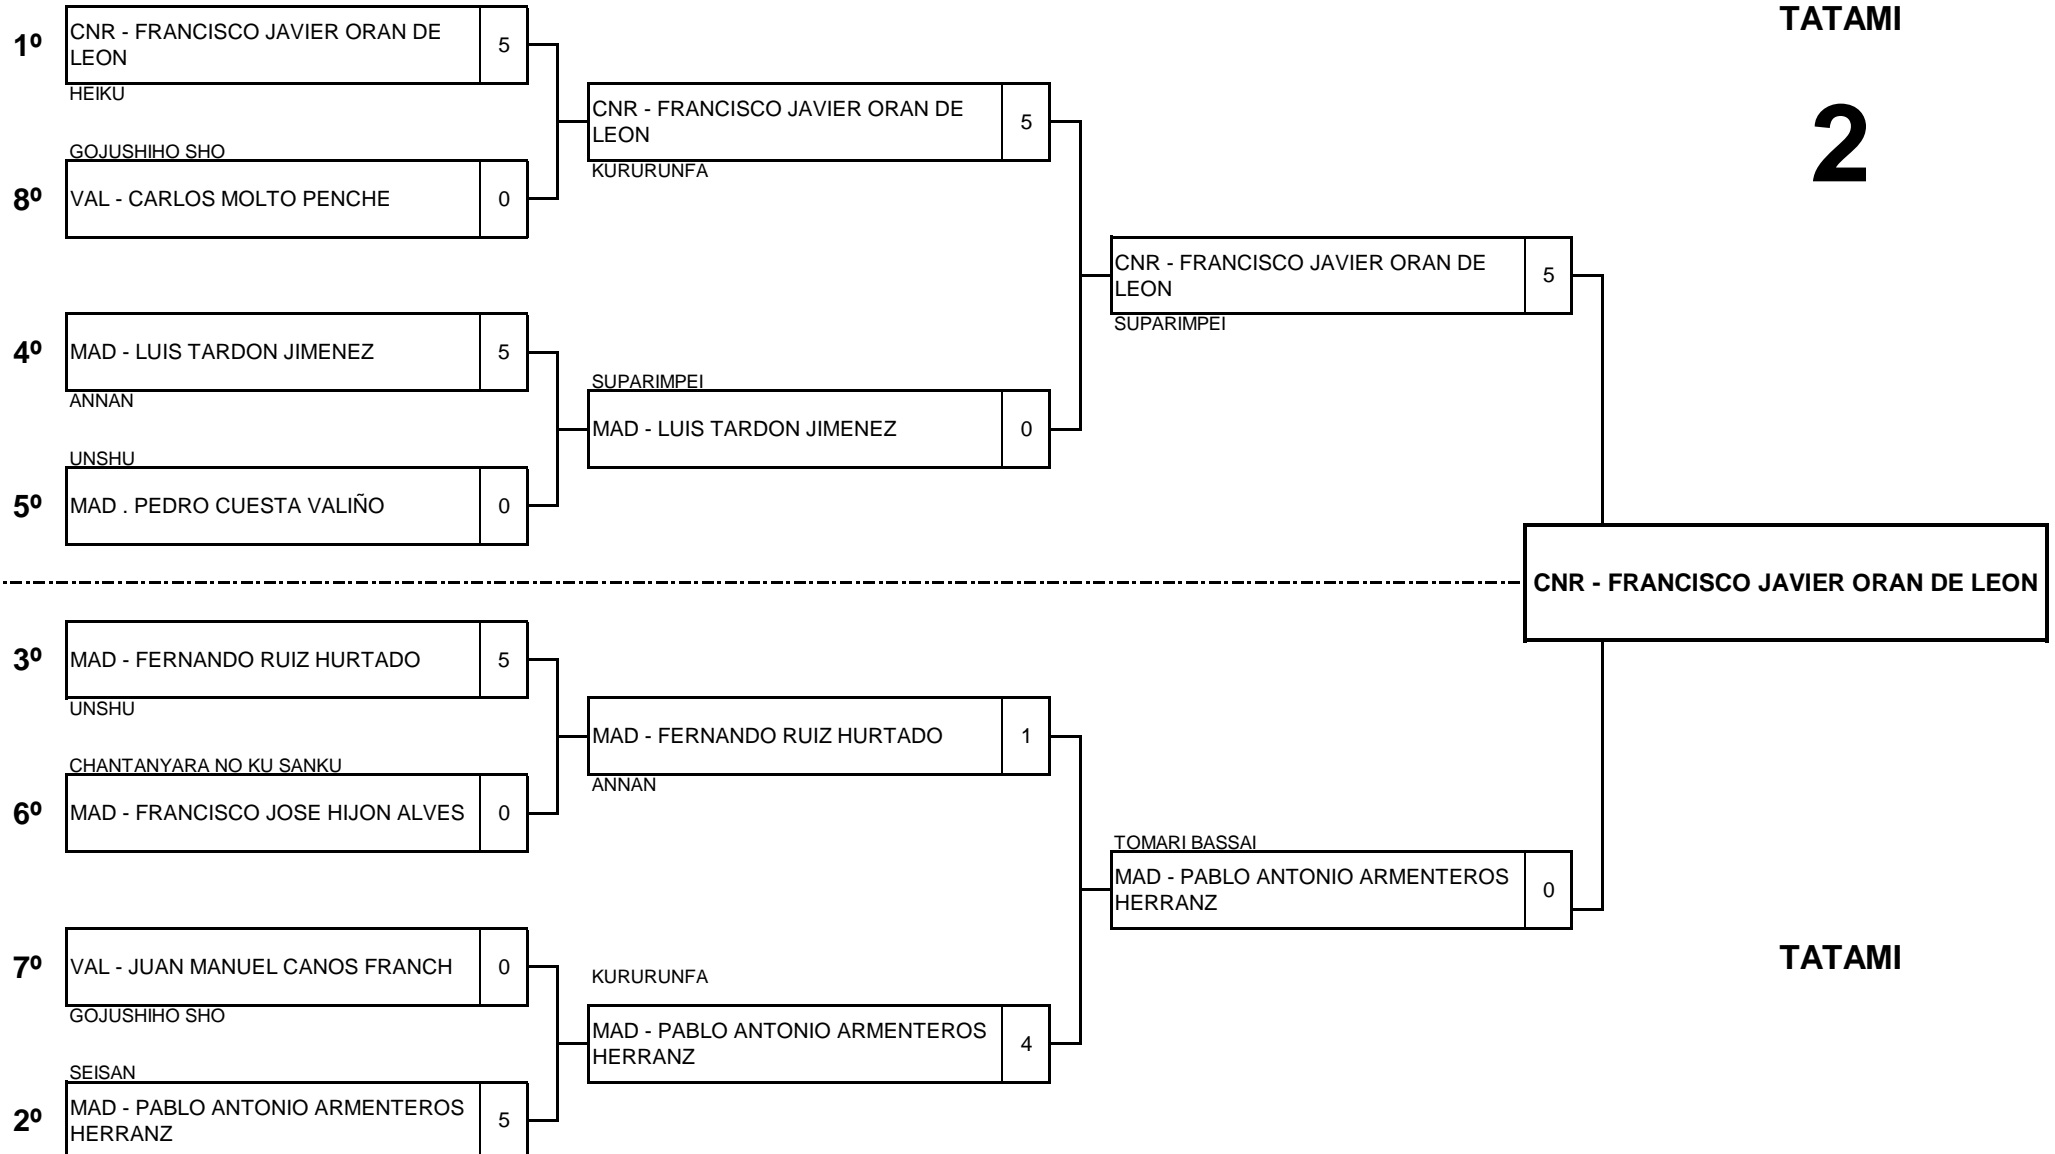 TATAMI
2
1º
CNR - FRANCISCO JAVIER ORAN DE
LEON
5
HEIKU
GOJUSHIHO SHO
8º
VAL - CARLOS MOLTO PENCHE
0
CNR - FRANCISCO JAVIER ORAN DE
LEON
5
KURURUNFA
4º
MAD - LUIS TARDON JIMENEZ
5
ANNAN
UNSHU
5º
MAD . PEDRO CUESTA VALIÑO
0
SUPARIMPEI
MAD - LUIS TARDON JIMENEZ
0
CNR - FRANCISCO JAVIER ORAN DE
LEON
5
SUPARIMPEI
CNR - FRANCISCO JAVIER ORAN DE LEON
3º
MAD - FERNANDO RUIZ HURTADO
5
UNSHU
CHANTANYARA NO KU SANKU
6º
MAD - FRANCISCO JOSE HIJON ALVES
0
MAD - FERNANDO RUIZ HURTADO
1
ANNAN
TOMARI BASSAI
MAD - PABLO ANTONIO ARMENTEROS
HERRANZ
0
7º
VAL - JUAN MANUEL CANOS FRANCH
0
GOJUSHIHO SHO
SEISAN
2º
MAD - PABLO ANTONIO ARMENTEROS
HERRANZ
5
KURURUNFA
MAD - PABLO ANTONIO ARMENTEROS
HERRANZ
4
TATAMI